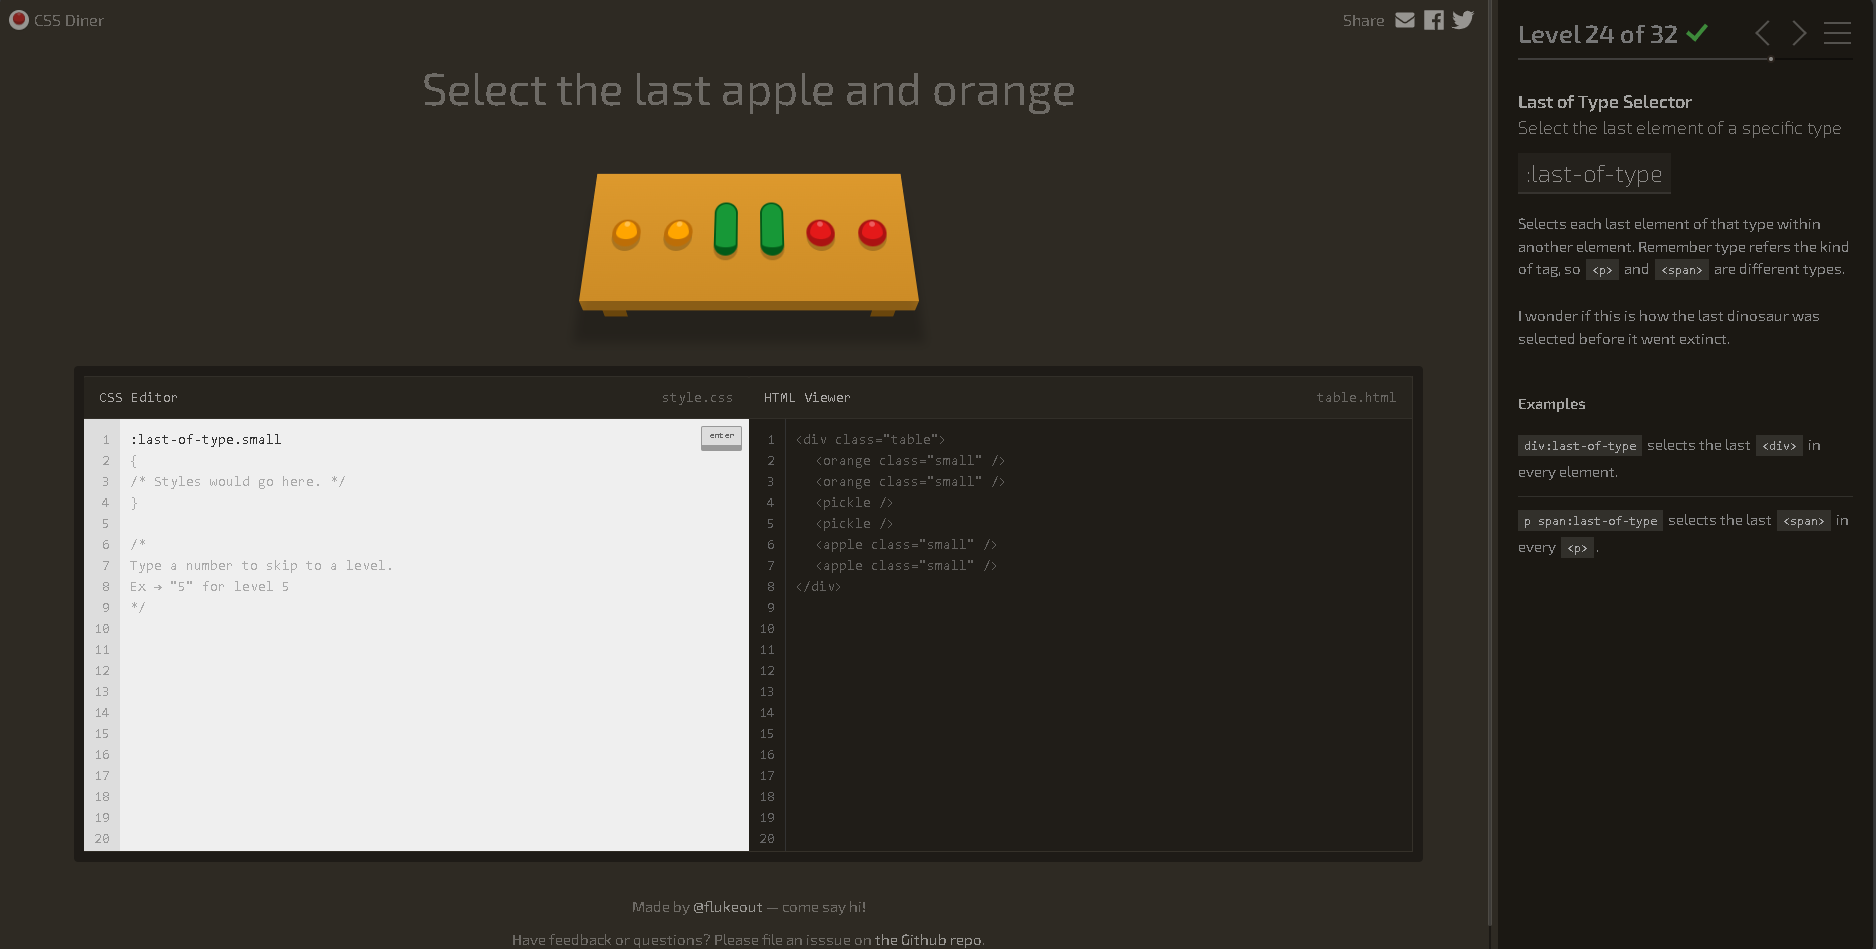 CSS Diner
Share
Select the last apple and orange
CSS Editor
style.css
1 :last-of-type.small
enter
2 {
3 /* Styles would go here. */
4 }
5
6 /*
7 Type a number to skip to a level.
8 Ex → "5" for level 5
9 */
10
11
12
13
14
15
16
17
18
19
20
HTML Viewer
table.html
1 <div class="table">
2 <orange class="small" />
3 <orange class="small" />
4 <pickle />
5 <pickle />
6 <apple class="small" />
7 <apple class="small" />
8 </div>
9
10
11
12
13
14
15
16
17
18
19
20
Made by @flukeout — come say hi!
Have feedback or questions? Please file an isssue on the Github repo.
Level 24 of 32
Last of Type Selector
Select the last element of a specific type
:last-of-type
Selects each last element of that type within
another element. Remember type refers the kind
of tag, so <p> and <span> are different types.
I wonder if this is how the last dinosaur was
selected before it went extinct.
Examples
div:last-of-type selects the last <div> in
every element.
p span:last-of-type selects the last <span> in
every <p> .